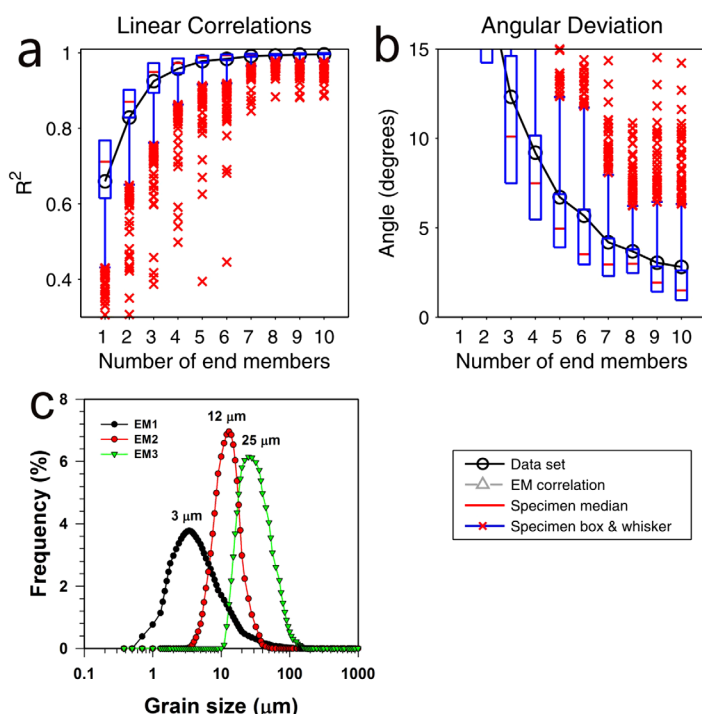 a
Linear Correlations
1
0.8
0.6
0.4
R²
1 2 3 4 5 6 7 8 9 10
Number of end members
b
Angular Deviation
15
10
5
0
Angle (degrees)
1 2 3 4 5 6 7 8 9 10
Number of end members
c
8
6
4
2
0
Frequency (%)
EM1
EM2
EM3
3 μm
12 μm
25 μm
0.1 1 10 100 1000
Grain size (μm)
Data set
EM correlation
Specimen median
Specimen box & whisker